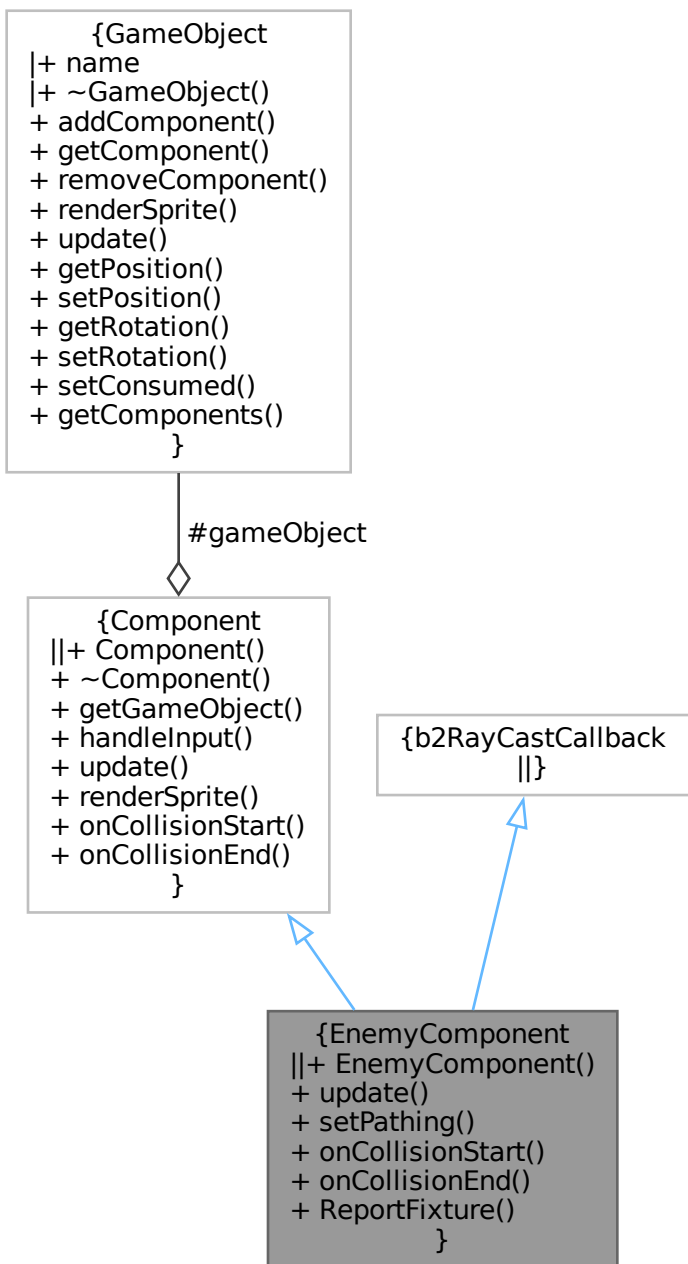 {GameObject
|+ name
|+ ~GameObject()
+ addComponent()
+ getComponent()
+ removeComponent()
+ renderSprite()
+ update()
+ getPosition()
+ setPosition()
+ getRotation()
+ setRotation()
+ setConsumed()
+ getComponents()
}
#gameObject
{Component
||+ Component()
+ ~Component()
+ getGameObject()
+ handleInput()
+ update()
+ renderSprite()
+ onCollisionStart()
+ onCollisionEnd()
}
{b2RayCastCallback
||}
{EnemyComponent
||+ EnemyComponent()
+ update()
+ setPathing()
+ onCollisionStart()
+ onCollisionEnd()
+ ReportFixture()
}